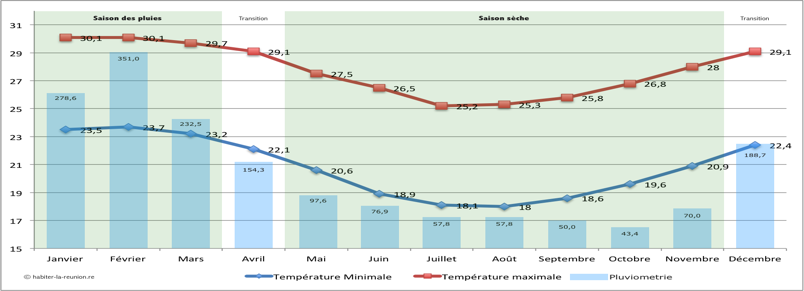 Saison des pluies Transition Saison sèche Transition
31
29
27
25
23
21
19
17
15
30,1 30,1 29,7 29,1 27,5 26,5 25,2 25,3 25,8 26,8 28 29,1
23,5 23,7 23,2 22,1 20,6 18,9 18,1 18 18,6 19,6 20,9 22,4
278,6 351,0 232,5 154,3 97,6 76,9 57,8 57,8 50,0 43,4 70,0 188,7
Janvier Février Mars Avril Mai Juin Juillet Août Septembre Octobre Novembre Décembre
© habiter-la-reunion.re Température Minimale Température maximale Pluviometrie